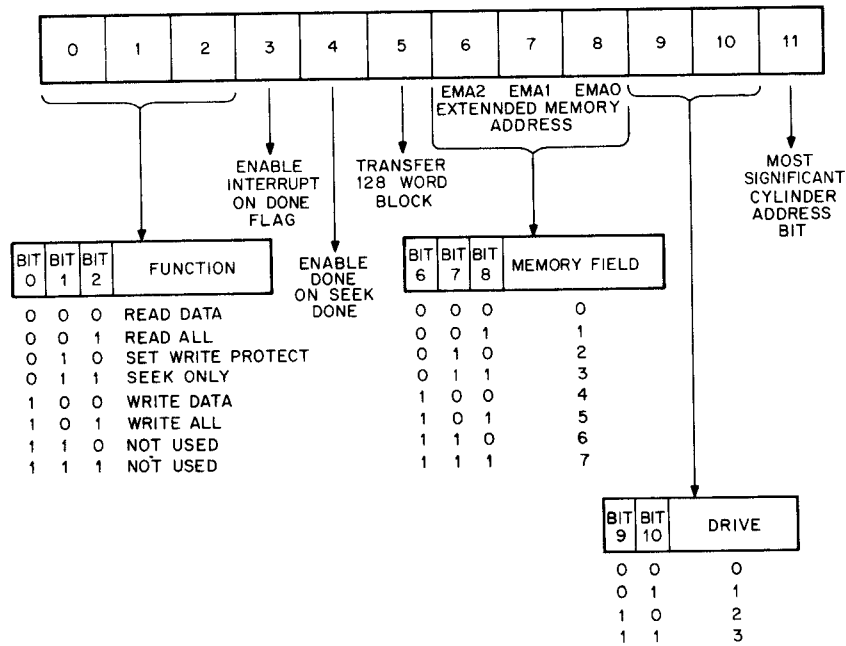 0 1 2 3 4 5 6 7 8 9 10 11
EMA2 EMA1 EMA0
EXTENNDED MEMORY
ADDRESS
ENABLE
INTERRUPT
ON DONE
FLAG
TRANSFER
128 WORD
BLOCK
MOST
SIGNIFICANT
CYLINDER
ADDRESS
BIT
ENABLE
DONE
ON SEEK
DONE
BIT 0 BIT 1 BIT 2 FUNCTION
0 0 0 READ DATA
0 0 1 READ ALL
0 1 0 SET WRITE PROTECT
0 1 1 SEEK ONLY
1 0 0 WRITE DATA
1 0 1 WRITE ALL
1 1 0 NOT USED
1 1 1 NOT USED
BIT 6 BIT 7 BIT 8 MEMORY FIELD
0 0 0 0
0 0 1 1
0 1 0 2
0 1 1 3
1 0 0 4
1 0 1 5
1 1 0 6
1 1 1 7
BIT 9 BIT 10 DRIVE
0 0 0
0 1 1
1 0 2
1 1 3